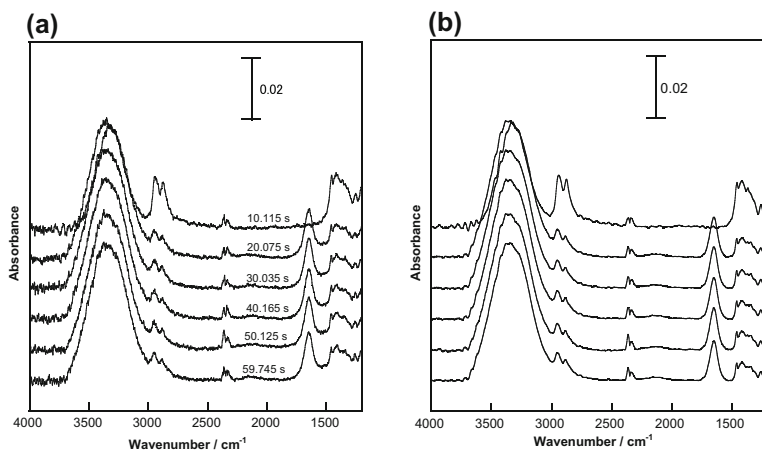 (a)
0.02
10.115 s
20.075 s
30.035 s
40.165 s
50.125 s
59.745 s
Absorbance
4000 3500 3000 2500 2000 1500
Wavenumber / cm-1
(b)
0.02
Absorbance
4000 3500 3000 2500 2000 1500
Wavenumber / cm-1